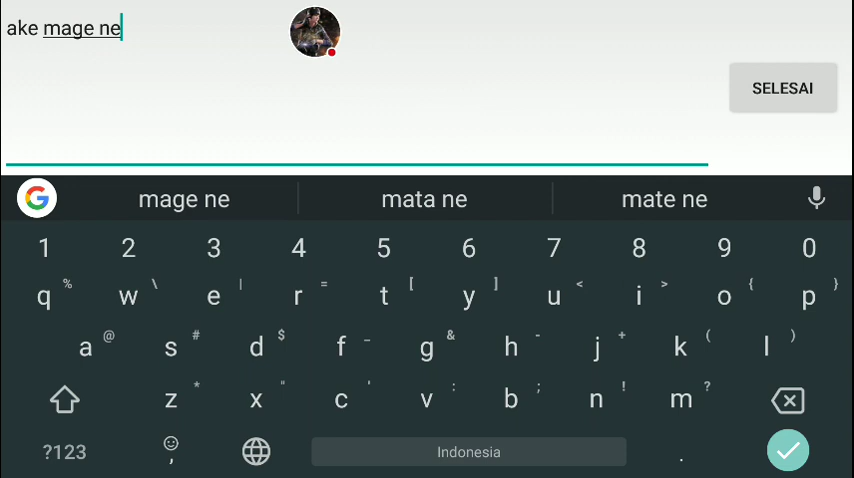 ake mage ne
SELESAI
G mage ne mata ne mate ne
1 2 3 4 5 6 7 8 9 0
q % w \ e | r = t [ y ] u < i > o { p }
a @ s # d $ f _ g & h - j + k ( l )
z * x " c ' v : b ; n ! m ?
?123 , Indonesia .